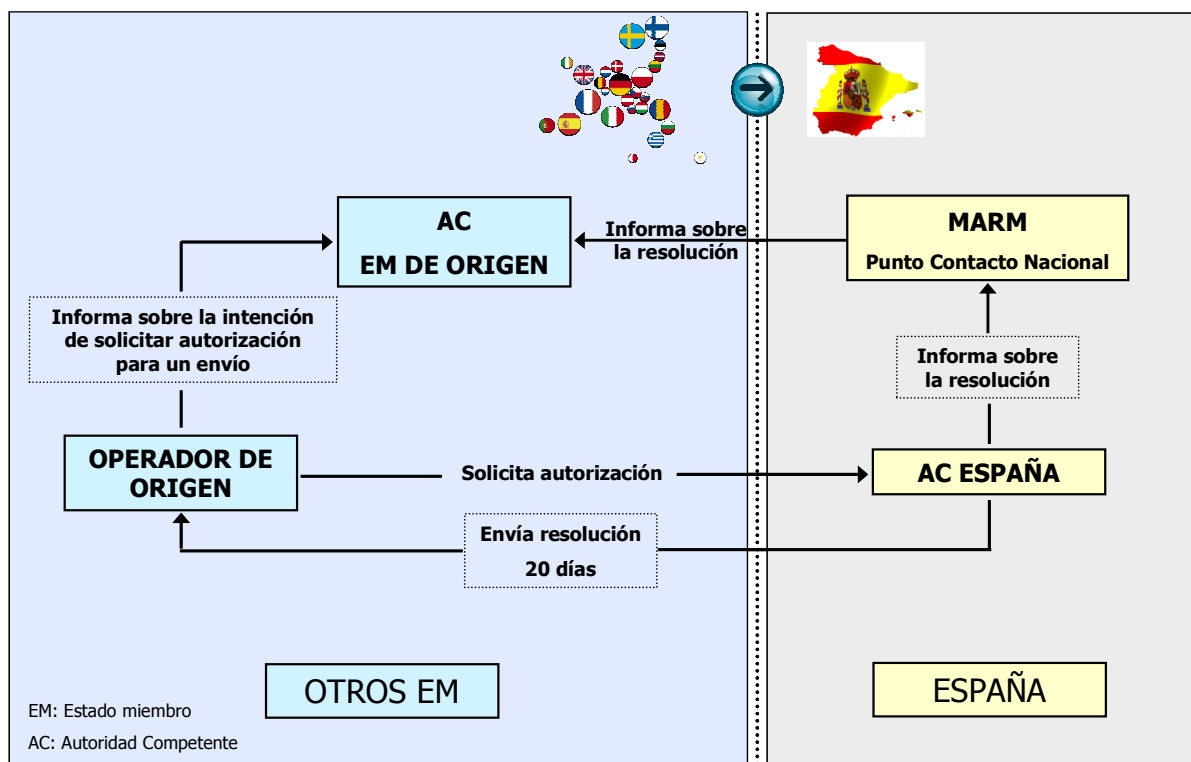 AC
EM DE ORIGEN
Informa sobre
la resolución
MARM
Punto Contacto Nacional
Informa sobre la intención
de solicitar autorización
para un envío
Informa sobre
la resolución
OPERADOR DE
ORIGEN
Solicita autorización
AC ESPAÑA
Envía resolución
20 días
OTROS EM
ESPAÑA
EM: Estado miembro
AC: Autoridad Competente